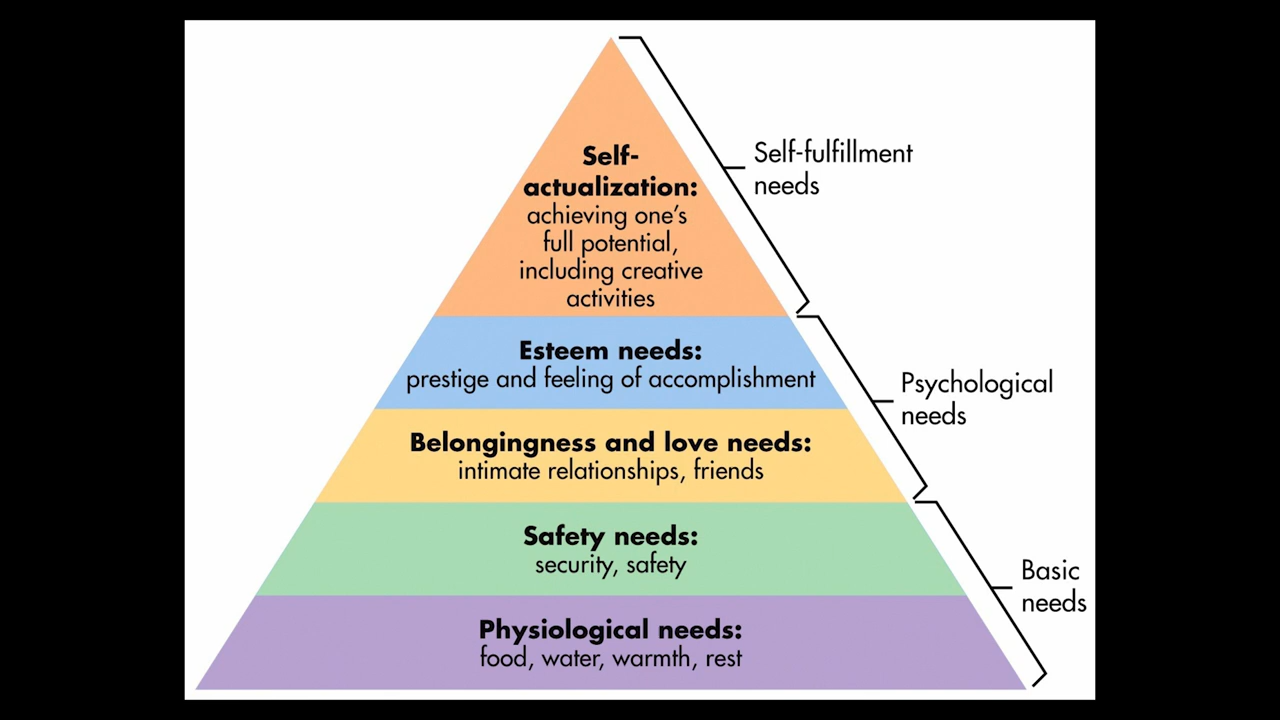 Self-
actualization:
achieving one's
full potential,
including creative
activities
Self-fulfillment
needs
Esteem needs:
prestige and feeling of accomplishment
Psychological
needs
Belongingness and love needs:
intimate relationships, friends
Safety needs:
security, safety
Basic
needs
Physiological needs:
food, water, warmth, rest